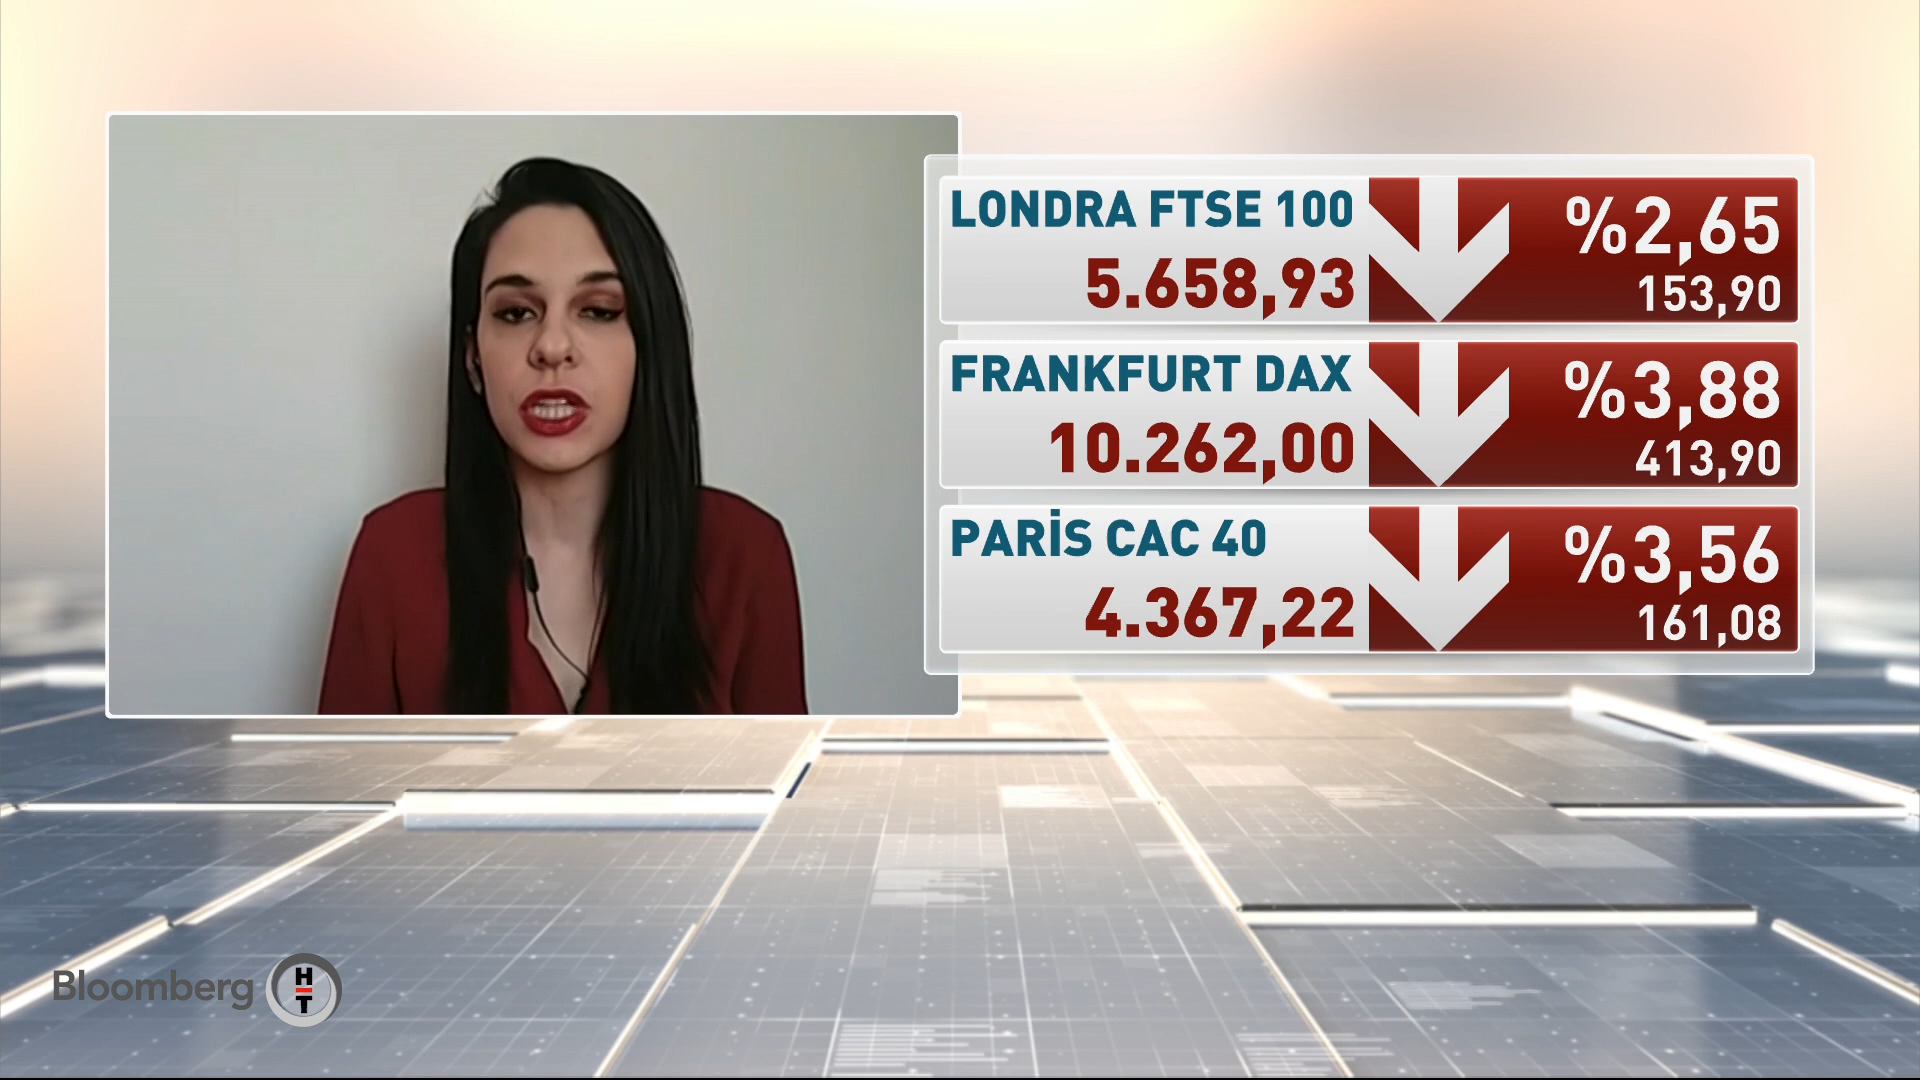 LONDRA FTSE 100
5.658,93
%2,65
153,90
FRANKFURT DAX
10.262,00
%3,88
413,90
PARİS CAC 40
4.367,22
%3,56
161,08
Bloomberg HT